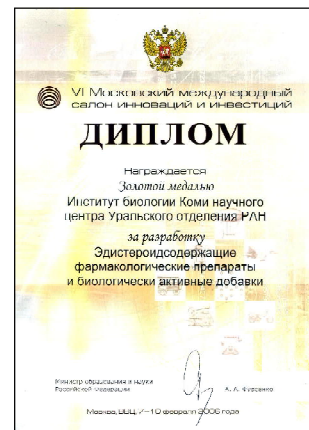 VI Московский международный
салон инноваций и инвестиций
ДИПЛОМ
Награждается
Золотой медалью
Институт биологии Коми научного
центра Уральского отделения РАН
за разработку
Эдистероидсодержащие
фармакологические препараты
и биологически активные добавки
Министр образования и науки
Российской Федерации
А. А. Фурсенко
Москва, ВВЦ, 7–10 февраля 2006 года